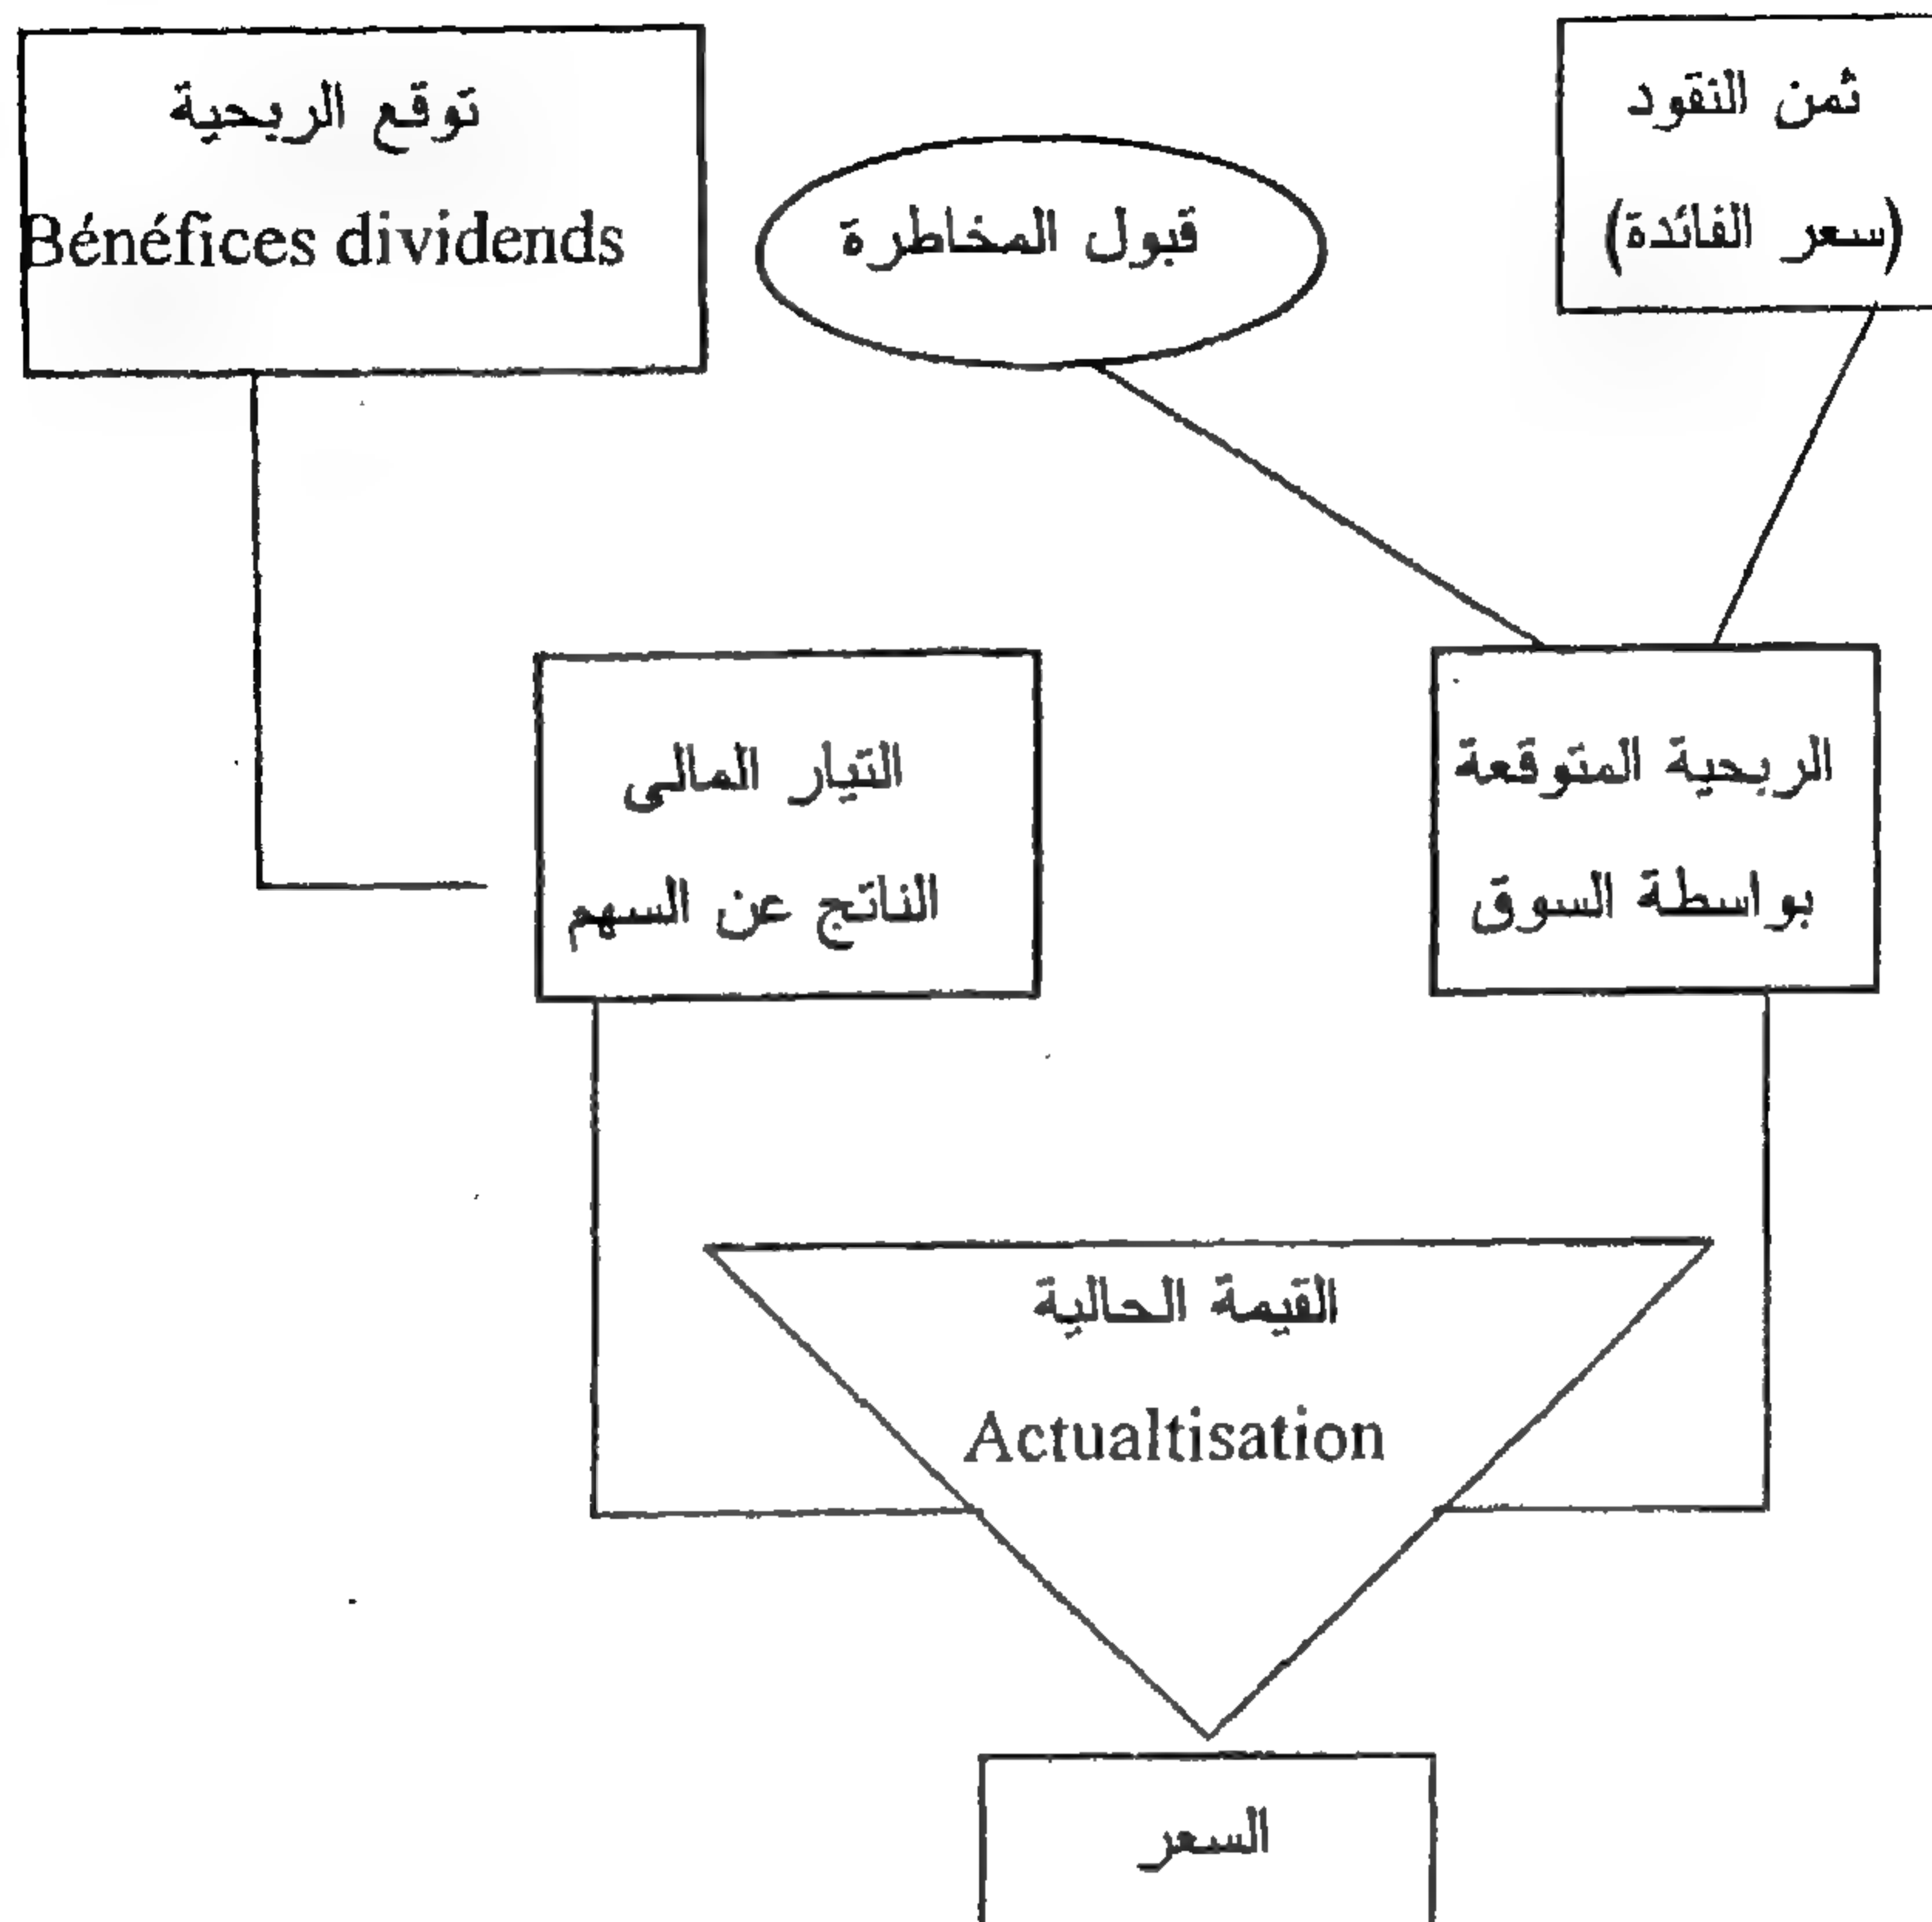 توقع الربحية
Bénéfices dividends
قبول المخاطرة
ثمن النقود
(سعر الفائدة)
التيار المالى
الناتج عن السهم
الربحية المتوقعة
بواسطة السوق
القيمة الحالية
Actualtisation
السعر